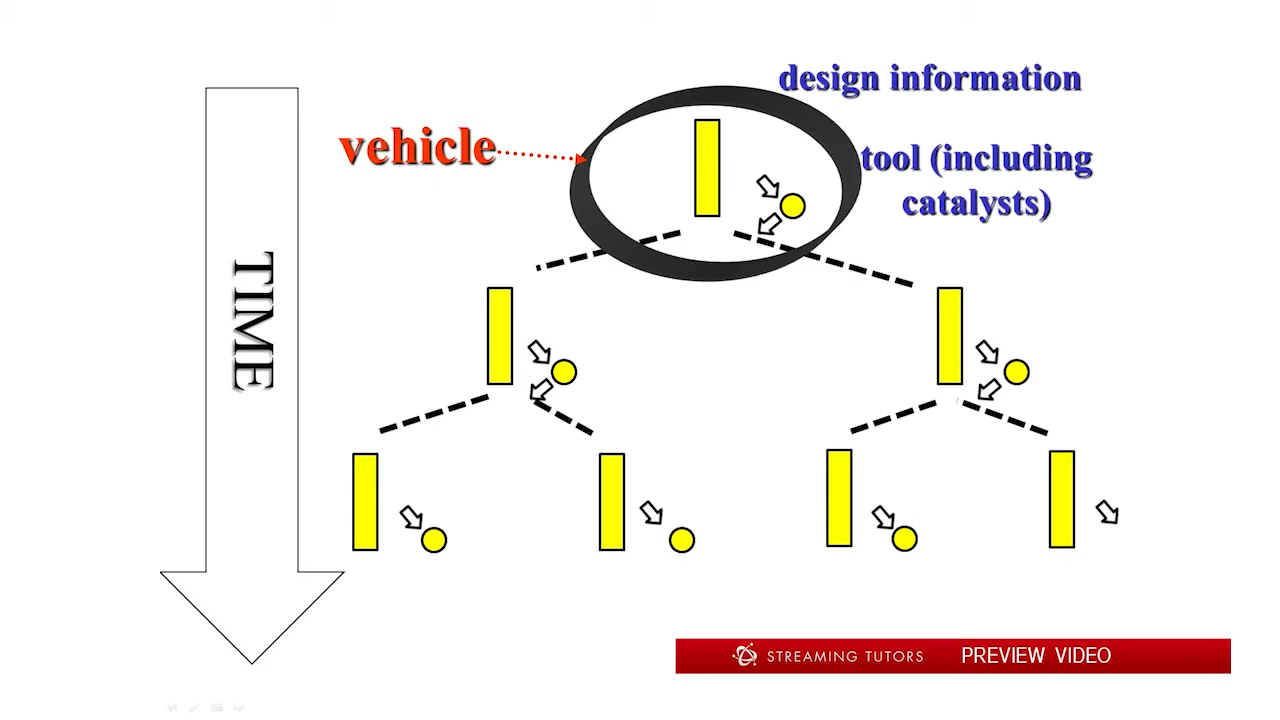 design information
vehicle
tool (including
catalysts)
TIME
STREAMING TUTORS PREVIEW VIDEO